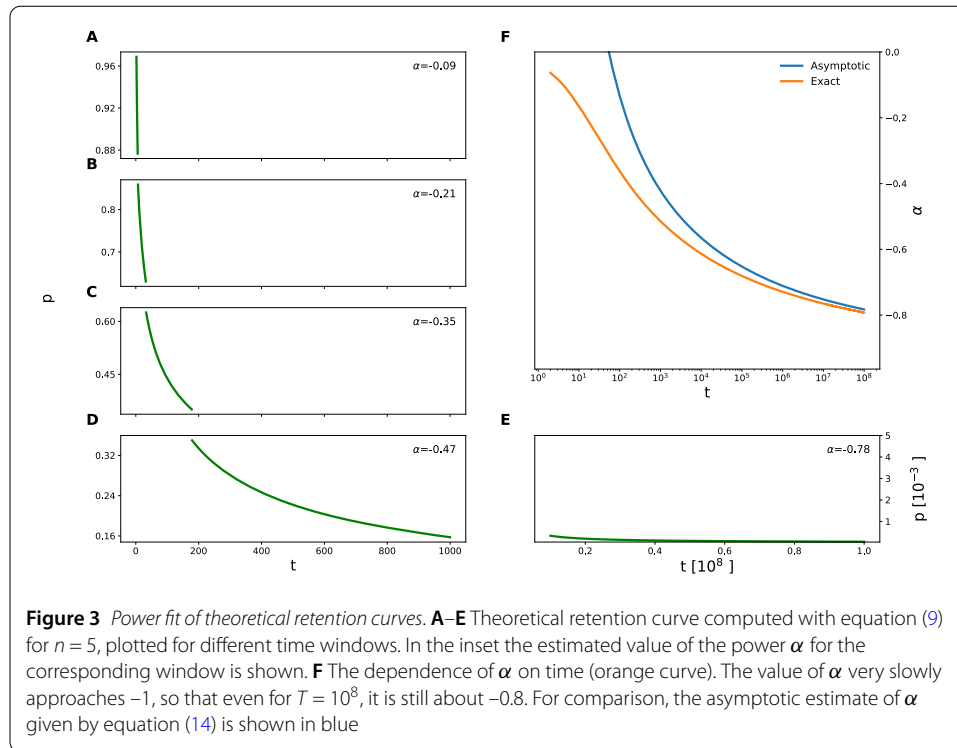 A
0.96
0.92
0.88
α=-0.09
B
0.8
0.7
α=-0.21
p
C
0.60
0.45
α=-0.35
D
0.32
0.24
0.16
α=-0.47
0 200 400 600 800 1000
t
F
Asymptotic
Exact
0.0
−0.2
−0.4
−0.6
−0.8
α
10⁰ 10¹ 10² 10³ 10⁴ 10⁵ 10⁶ 10⁷ 10⁸
t
E
α=-0.78
5
4
3
2
1
p [10⁻³]
0.2 0.4 0.6 0.8 1.0
t [10⁸]
Figure 3 Power fit of theoretical retention curves. A–E Theoretical retention curve computed with equation (9)
for n = 5, plotted for different time windows. In the inset the estimated value of the power α for the
corresponding window is shown. F The dependence of α on time (orange curve). The value of α very slowly
approaches –1, so that even for T = 10⁸, it is still about –0.8. For comparison, the asymptotic estimate of α
given by equation (14) is shown in blue